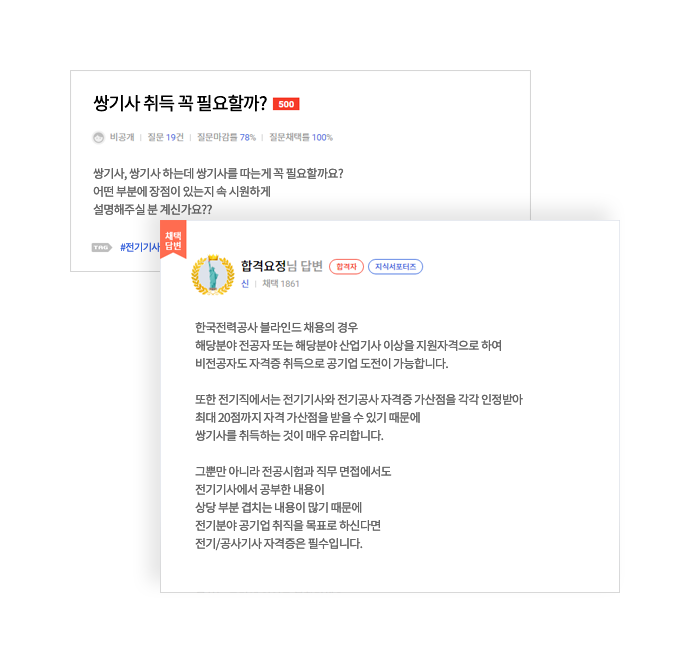 쌍기사 취득 꼭 필요할까? 500
비공개 | 질문 19건 | 질문마감률 78% | 질문채택률 100%
쌍기사, 쌍기사 하는데 쌍기사를 따는게 꼭 필요할까요?
어떤 부분에 장점이 있는지 속 시원하게
설명해주실 분 계신가요??
TAG #전기기사
채택
답변
합격요정님 답변 합격자 지식서포터즈
신 | 채택 1861
한국전력공사 블라인드 채용의 경우
해당분야 전공자 또는 해당분야 산업기사 이상을 지원자격으로 하여
비전공자도 자격증 취득으로 공기업 도전이 가능합니다.
또한 전기직에서는 전기기사와 전기공사 자격증 가산점을 각각 인정받아
최대 20점까지 자격 가산점을 받을 수 있기 때문에
쌍기사를 취득하는 것이 매우 유리합니다.
그뿐만 아니라 전공시험과 직무 면접에서도
전기기사에서 공부한 내용이
상당 부분 겹치는 내용이 많기 때문에
전기분야 공기업 취직을 목표로 하신다면
전기/공사기사 자격증은 필수입니다.